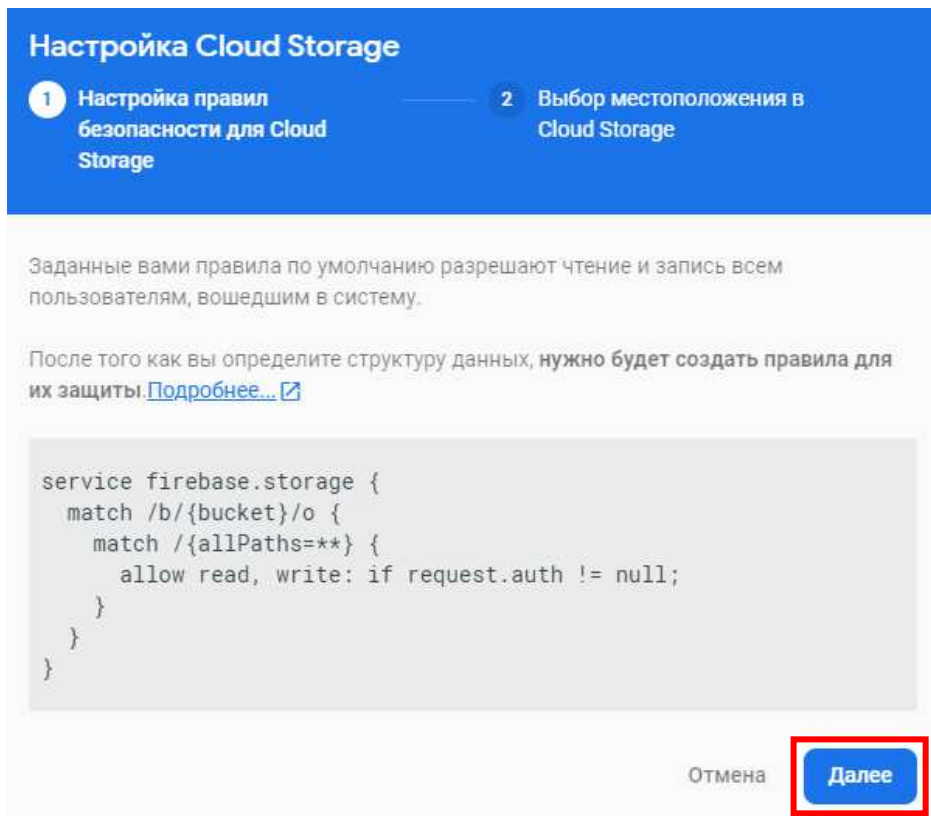 Настройка Cloud Storage
1 Настройка правил безопасности для Cloud Storage
2 Выбор местоположения в Cloud Storage
Заданные вами правила по умолчанию разрешают чтение и запись всем
пользователям, вошедшим в систему.
После того как вы определите структуру данных, нужно будет создать правила для
их защиты.Подробнее...
service firebase.storage {
  match /b/{bucket}/o {
    match /{allPaths=**} {
      allow read, write: if request.auth != null;
    }
  }
}
Отмена
Далее